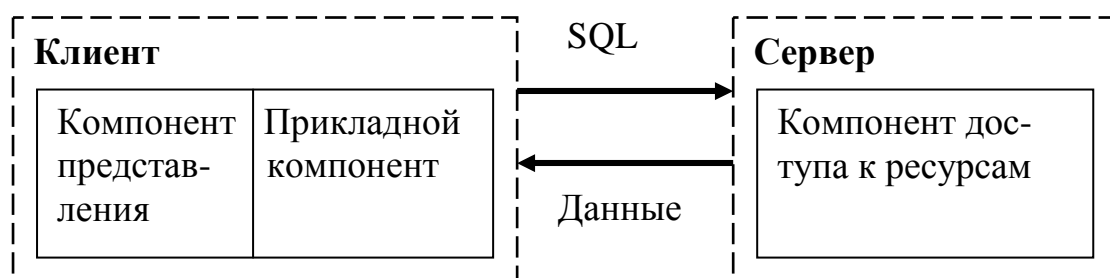 Клиент
Компонент
представ-
ления
Прикладной
компонент
SQL
Данные
Сервер
Компонент дос-
тупа к ресурсам